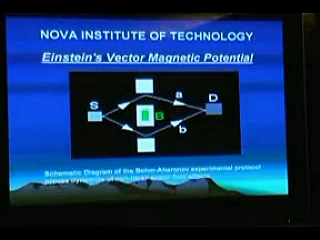 NOVA INSTITUTE OF TECHNOLOGY
Einstein's Vector Magnetic Potential
a
S
D
B
b
Schematic Diagram of the Bohm-Aharonov experimental protocol